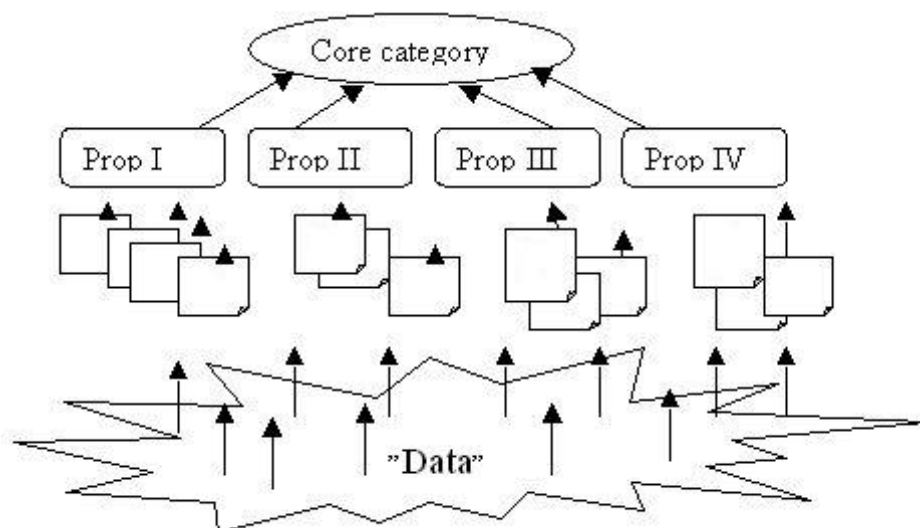 Core category
Prop I
Prop II
Prop III
Prop IV
”Data”